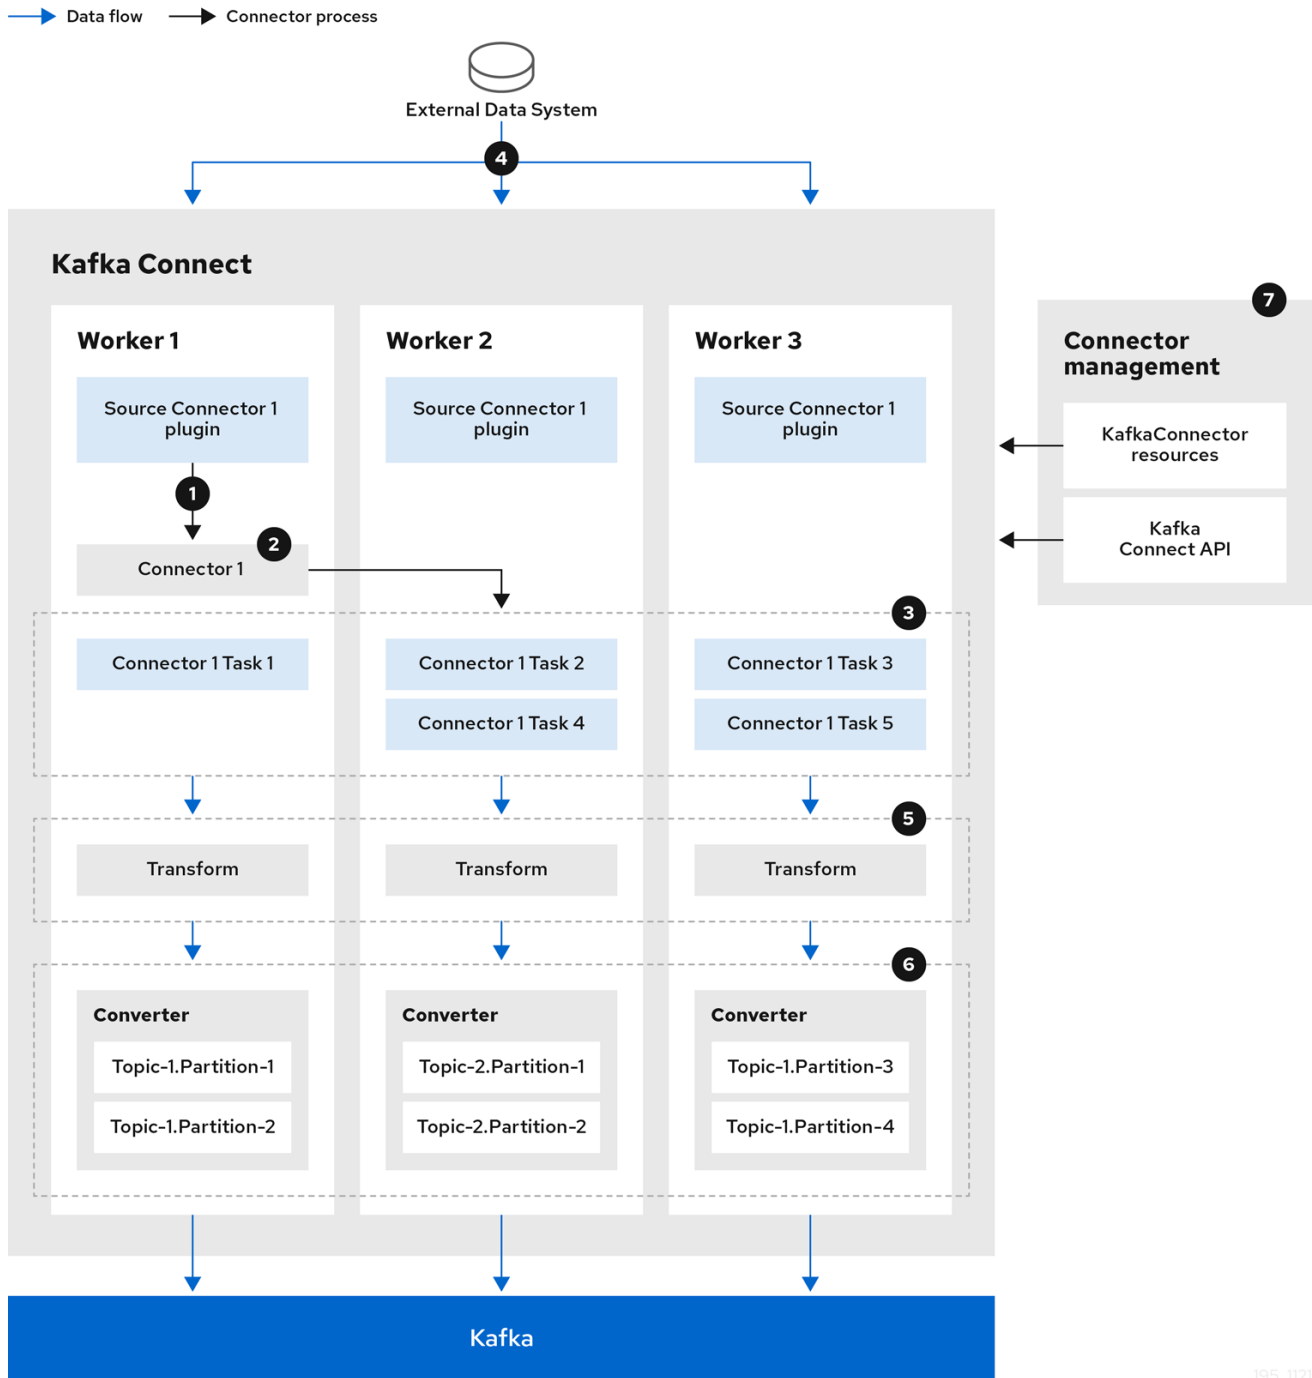 Data flow
Connector process
External Data System
4
Kafka Connect
Worker 1
Source Connector 1
plugin
1
2
Connector 1
Worker 2
Source Connector 1
plugin
Worker 3
Source Connector 1
plugin
7
Connector
management
KafkaConnector
resources
Kafka
Connect API
3
Connector 1 Task 1
Connector 1 Task 2
Connector 1 Task 4
Connector 1 Task 3
Connector 1 Task 5
5
Transform
Transform
Transform
6
Converter
Topic-1.Partition-1
Topic-1.Partition-2
Converter
Topic-2.Partition-1
Topic-2.Partition-2
Converter
Topic-1.Partition-3
Topic-1.Partition-4
Kafka
195_1121